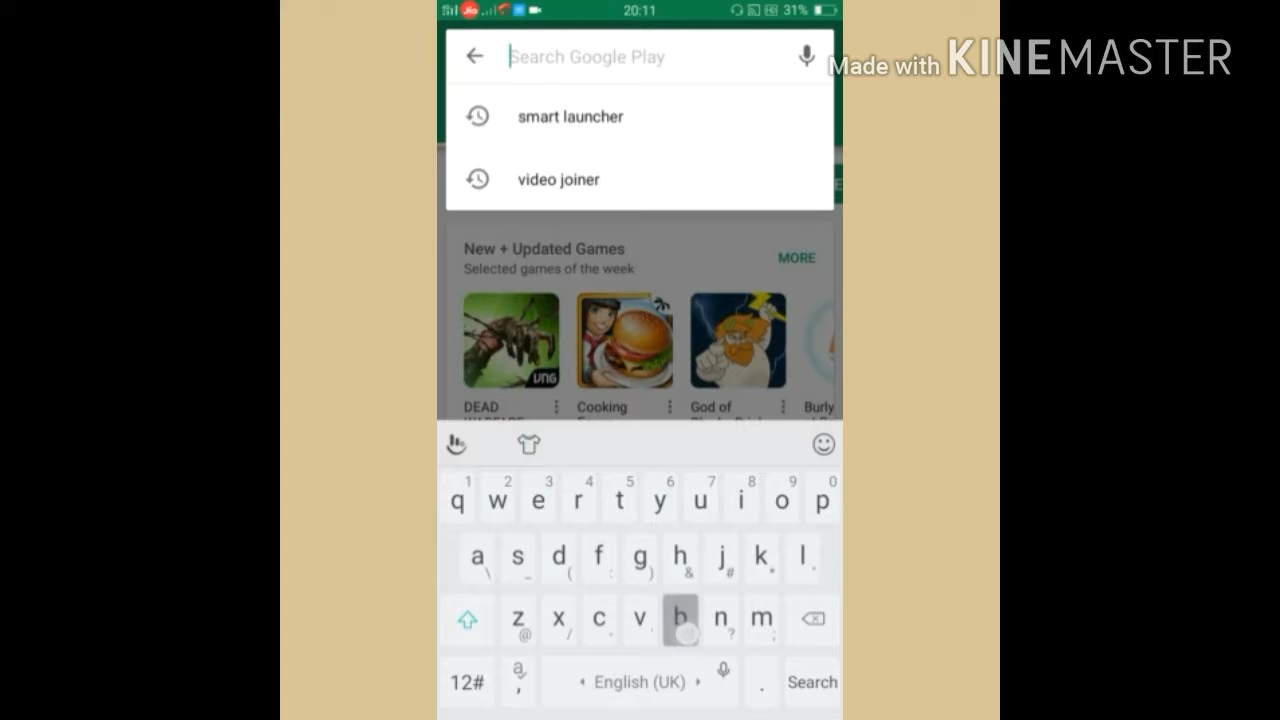 Jio 20:11 31%
Search Google Play
Made with KINEMASTER
smart launcher
video joiner
New + Updated Games
MORE
Selected games of the week
VNG
DEAD Cooking God of Burly
1 2 3 4 5 6 7 8 9 0
q w e r t y u i o p
a s d f g h j k l
\ _ ( : ) & # * .
z x c v b n m
@ / - ' ? ;
12# a , English (UK) . Search